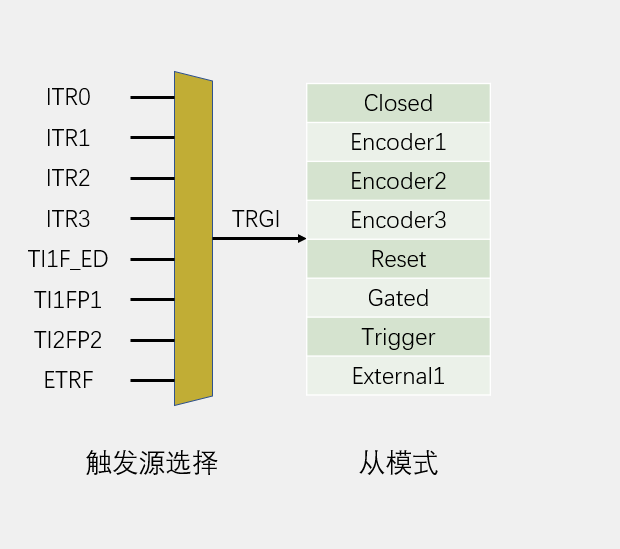 ITR0
ITR1
ITR2
ITR3
TI1F_ED
TI1FP1
TI2FP2
ETRF
TRGI
Closed
Encoder1
Encoder2
Encoder3
Reset
Gated
Trigger
External1
触发源选择
从模式